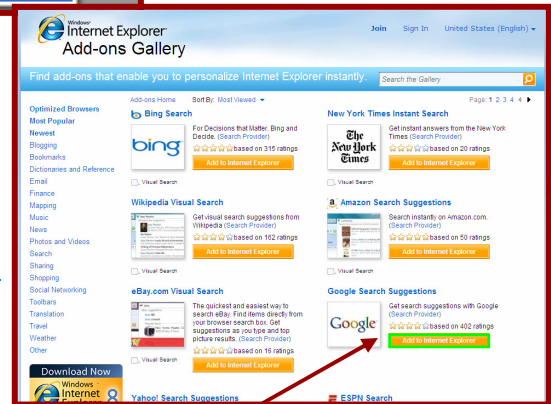 Windows
Internet Explorer
Add-ons Gallery
Join Sign In United States (English)
Find add-ons that enable you to personalize Internet Explorer instantly.
Search the Gallery
Optimized Browsers
Most Popular
Newest
Blogging
Bookmarks
Dictionaries and Reference
Email
Finance
Mapping
Music
News
Photos and Videos
Search
Sharing
Shopping
Social Networking
Toolbars
Translation
Travel
Weather
Other
Download Now
Windows
Internet
Explorer 8
Add-ons Home Sort By: Most Viewed
Page: 1 2 3 4
Bing Search
bing
For Decisions that Matter. Bing and
Decide. (Search Provider)
based on 315 ratings
Add to Internet Explorer
Visual Search
New York Times Instant Search
The
New York
Times
Get instant answers from the New York
Times (Search Provider)
based on 20 ratings
Add to Internet Explorer
Visual Search
Wikipedia Visual Search
Get visual search suggestions from
Wikipedia (Search Provider)
based on 162 ratings
Add to Internet Explorer
Visual Search
Amazon Search Suggestions
Search instantly on Amazon.com.
(Search Provider)
based on 50 ratings
Add to Internet Explorer
Visual Search
eBay.com Visual Search
The quickest and easiest way to
search eBay. Find items directly from
your browser search box. Get
suggestions as you type and top
picture results. (Search Provider)
based on 16 ratings
Add to Internet Explorer
Visual Search
Google Search Suggestions
Google
Get search suggestions with Google
(Search Provider)
based on 402 ratings
Add to Internet Explorer
Yahoo! Search Suggestions
ESPN Search